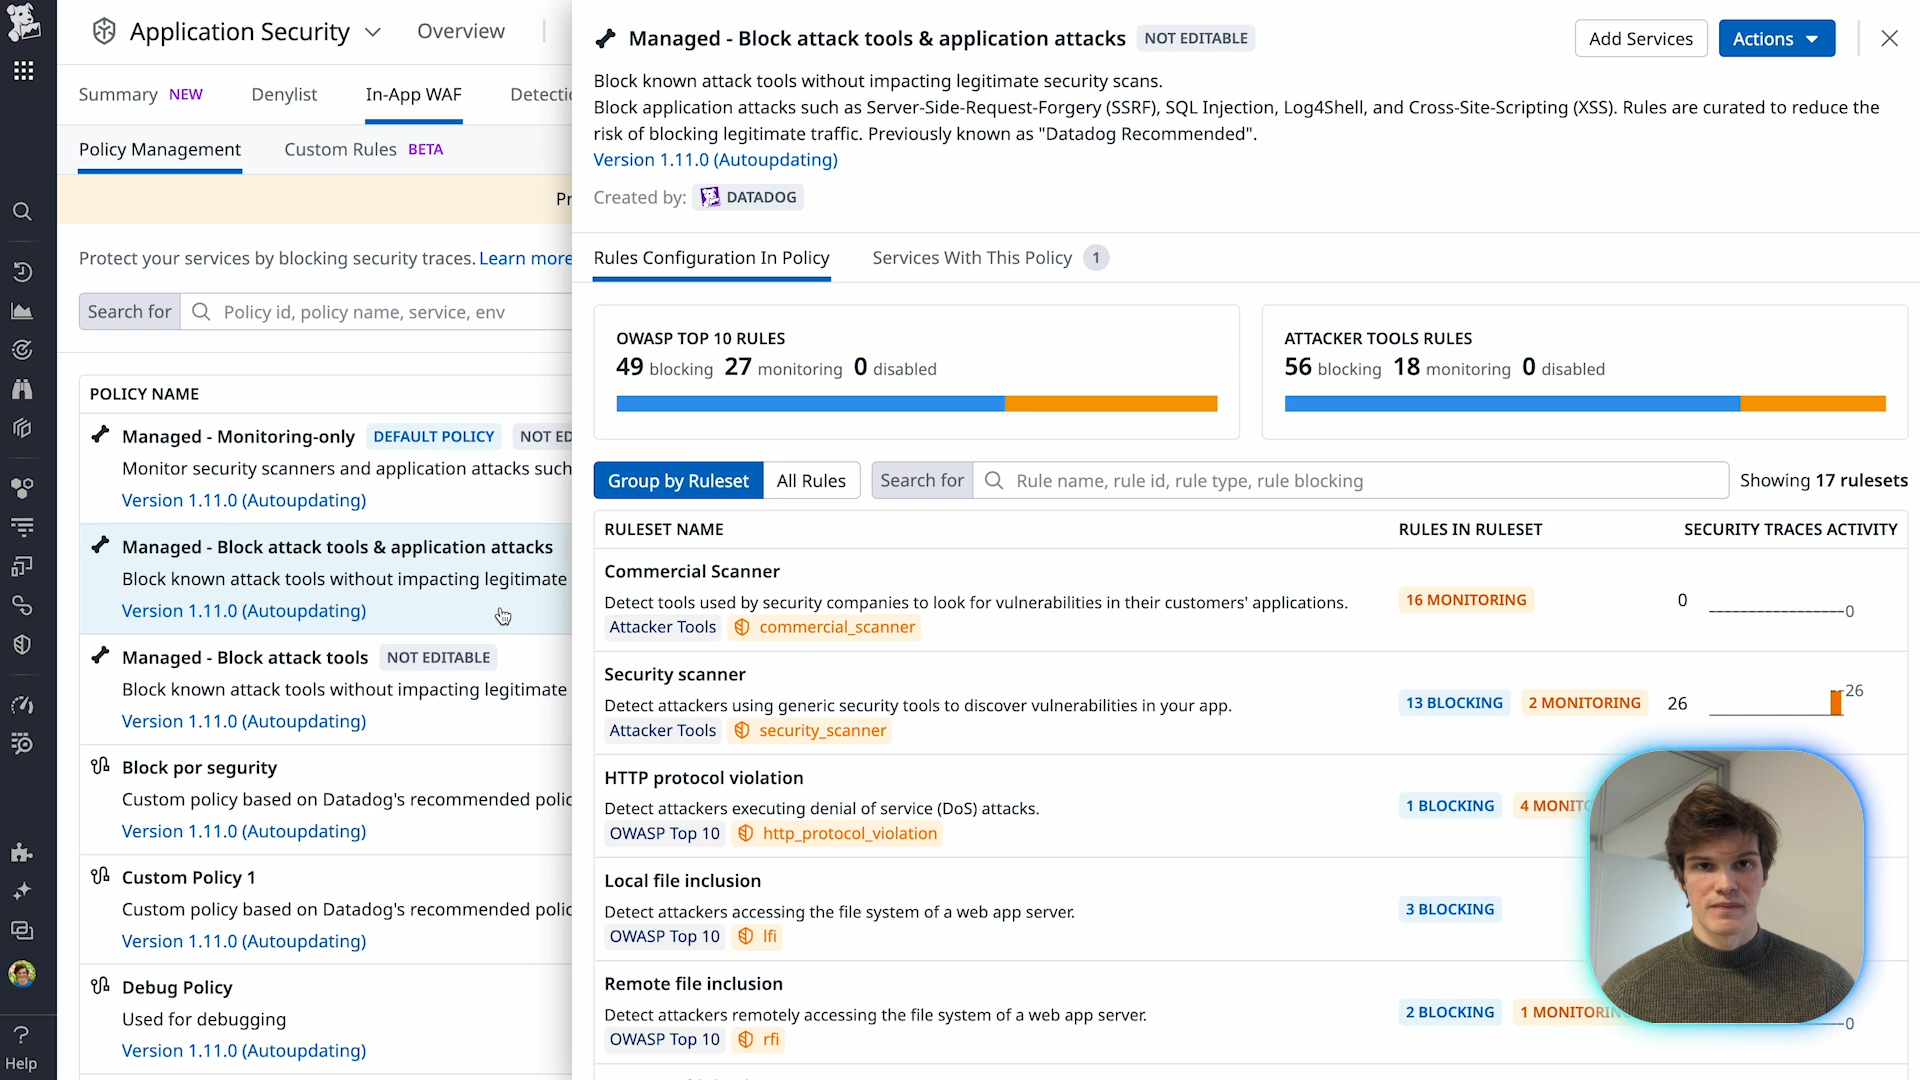 Application Security
Overview
Summary NEW
Denylist
In-App WAF
Policy Management
Custom Rules BETA
Protect your services by blocking security traces. Learn more
Search for
Policy id, policy name, service, env
POLICY NAME
Managed - Monitoring-only DEFAULT POLICY
Monitor security scanners and application attacks such
Version 1.11.0 (Autoupdating)
Managed - Block attack tools & application attacks
Block known attack tools without impacting legitimate
Version 1.11.0 (Autoupdating)
Managed - Block attack tools NOT EDITABLE
Block known attack tools without impacting legitimate
Version 1.11.0 (Autoupdating)
Block por segurity
Custom policy based on Datadog's recommended
Version 1.11.0 (Autoupdating)
Custom Policy 1
Custom policy based on Datadog's recommended
Version 1.11.0 (Autoupdating)
Debug Policy
Used for debugging
Version 1.11.0 (Autoupdating)
Help
Managed - Block attack tools & application attacks NOT EDITABLE
Add Services
Actions
Block known attack tools without impacting legitimate security scans.
Block application attacks such as Server-Side-Request-Forgery (SSRF), SQL Injection, Log4Shell, and Cross-Site-Scripting (XSS). Rules are curated to reduce the
risk of blocking legitimate traffic. Previously known as "Datadog Recommended".
Version 1.11.0 (Autoupdating)
Created by: DATADOG
Rules Configuration In Policy
Services With This Policy 1
OWASP TOP 10 RULES
49 blocking 27 monitoring 0 disabled
ATTACKER TOOLS RULES
56 blocking 18 monitoring 0 disabled
Group by Ruleset
All Rules
Search for
Rule name, rule id, rule type, rule blocking
Showing 17 rulesets
RULESET NAME
RULES IN RULESET
SECURITY TRACES ACTIVITY
Commercial Scanner
Detect tools used by security companies to look for vulnerabilities in their customers' applications.
Attacker Tools commercial_scanner
16 MONITORING
0
0
Security scanner
Detect attackers using generic security tools to discover vulnerabilities in your app.
Attacker Tools security_scanner
13 BLOCKING 2 MONITORING
26
26
HTTP protocol violation
Detect attackers executing denial of service (DoS) attacks.
OWASP Top 10 http_protocol_violation
1 BLOCKING 4
Local file inclusion
Detect attackers accessing the file system of a web app server.
OWASP Top 10 lfi
3 BLOCKING
Remote file inclusion
Detect attackers remotely accessing the file system of a web app server.
OWASP Top 10 rfi
2 BLOCKING 1
0